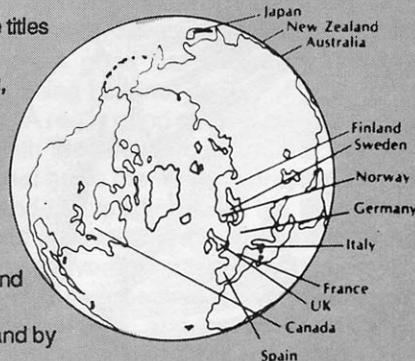 e titles
,
nd
and by
Japan
New Zealand
Australia
Finland
Sweden
Norway
Germany
Italy
France
UK
Canada
Spain